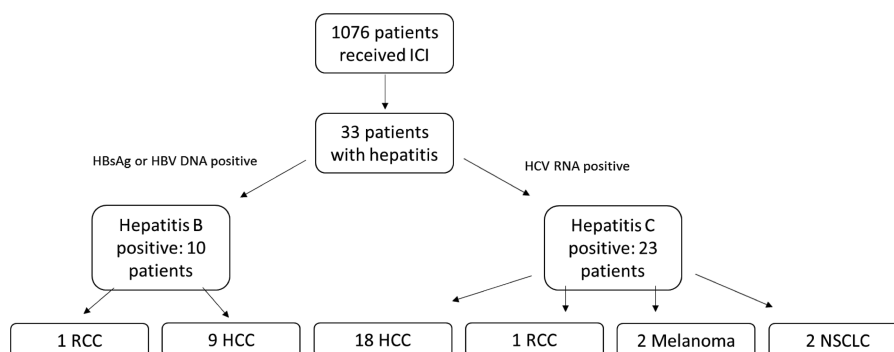 1076 patients
received ICI
33 patients
with hepatitis
HBsAg or HBV DNA positive
HCV RNA positive
Hepatitis B
positive: 10
patients
Hepatitis C
positive: 23
patients
1 RCC
9 HCC
18 HCC
1 RCC
2 Melanoma
2 NSCLC